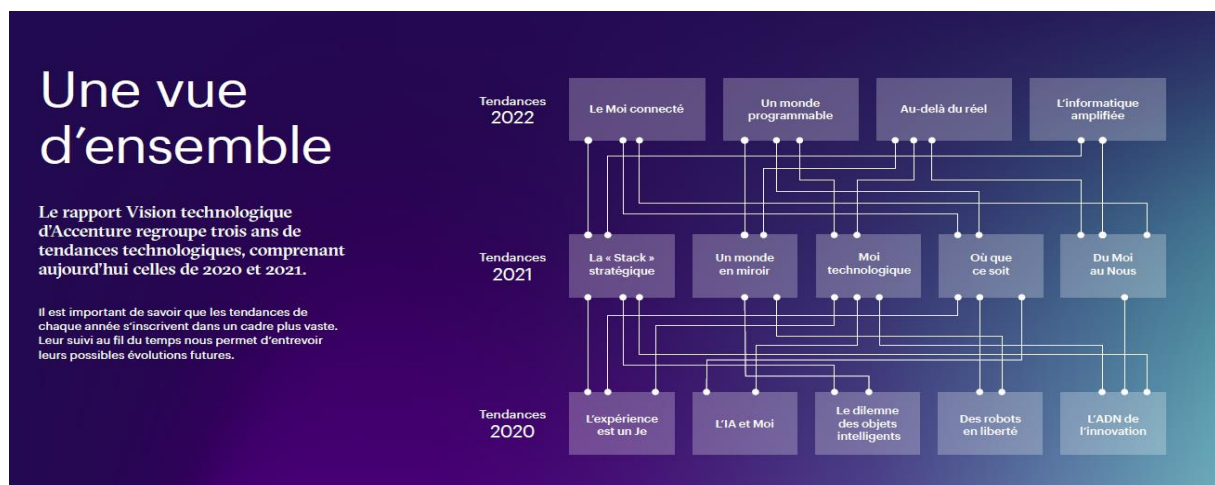 Une vue
d’ensemble
Le rapport Vision technologique
d’Accenture regroupe trois ans de
tendances technologiques, comprenant
aujourd’hui celles de 2020 et 2021.
Il est important de savoir que les tendances de
chaque année s’inscrivent dans un cadre plus vaste.
Leur suivi au fil du temps nous permet d’entrevoir
leurs possibles évolutions futures.
Tendances
2022
Le Moi connecté
Un monde
programmable
Au-delà du réel
L’informatique
amplifiée
Tendances
2021
La « Stack »
stratégique
Un monde
en miroir
Moi
technologique
Où que
ce soit
Du Moi
au Nous
Tendances
2020
L’expérience
est un Je
L’IA et Moi
Le dilemne
des objets
intelligents
Des robots
en liberté
L’ADN de
l’innovation